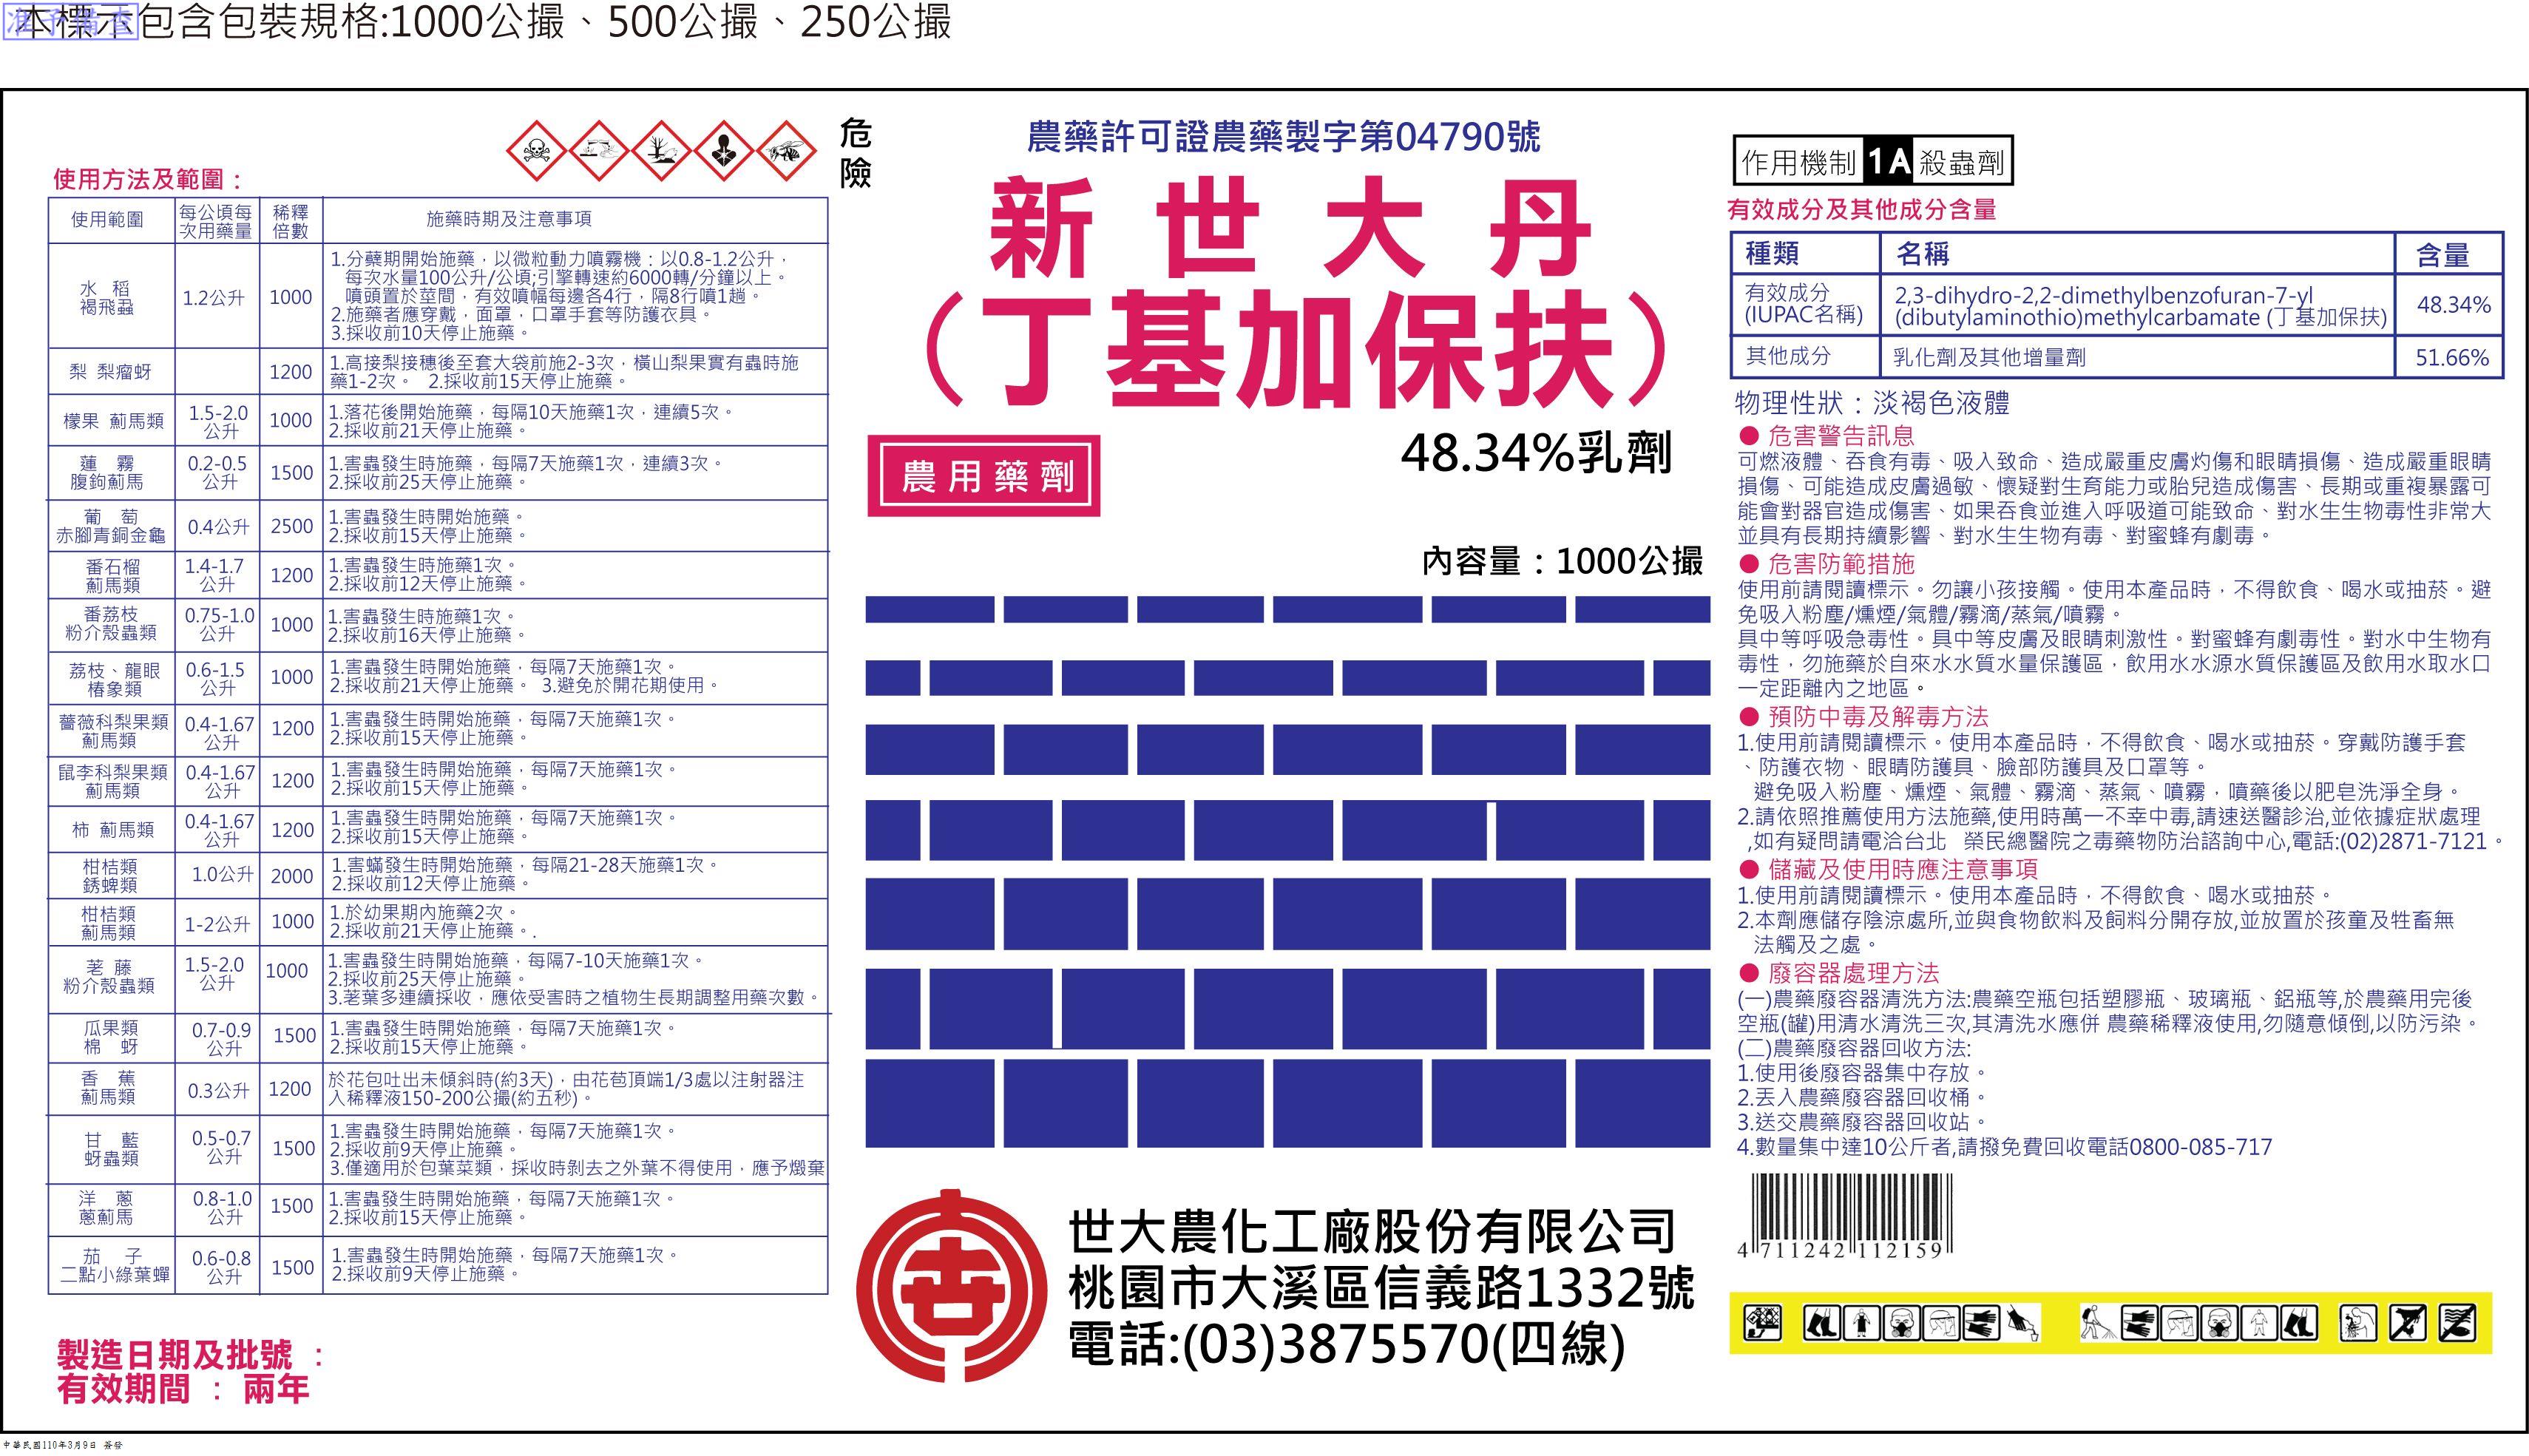 准予備查
本標示包含包裝規格:1000公撮、500公撮、250公撮
危險
使用方法及範圍：
使用範圍 每公頃每次用藥量 稀釋倍數 施藥時期及注意事項
水 稻
褐飛蝨
1.2公升
1000
1.分蘗期開始施藥，以微粒動力噴霧機：以0.8-1.2公升，
每次水量100公升/公頃;引擎轉速約6000轉/分鐘以上。
噴頭置於莖間，有效噴幅每邊各4行，隔8行噴1趟。
2.施藥者應穿戴，面罩，口罩手套等防護衣具。
3.採收前10天停止施藥。
梨 梨瘤蚜
1200
1.高接梨接穗後至套大袋前施2-3次，橫山梨果實有蟲時施
藥1-2次。 2.採收前15天停止施藥。
檬果 薊馬類
1.5-2.0
公升
1000
1.落花後開始施藥，每隔10天施藥1次，連續5次。
2.採收前21天停止施藥。
蓮 霧
腹鉤薊馬
0.2-0.5
公升
1500
1.害蟲發生時施藥，每隔7天施藥1次，連續3次。
2.採收前25天停止施藥。
葡 萄
赤腳青銅金龜
0.4公升
2500
1.害蟲發生時開始施藥。
2.採收前15天停止施藥。
番石榴
薊馬類
1.4-1.7
公升
1200
1.害蟲發生時施藥1次。
2.採收前12天停止施藥。
番荔枝
粉介殼蟲類
0.75-1.0
公升
1000
1.害蟲發生時施藥1次。
2.採收前16天停止施藥。
荔枝、龍眼
椿象類
0.6-1.5
公升
1000
1.害蟲發生時開始施藥，每隔7天施藥1次。
2.採收前21天停止施藥。 3.避免於開花期使用。
薔薇科梨果類
薊馬類
0.4-1.67
公升
1200
1.害蟲發生時開始施藥，每隔7天施藥1次。
2.採收前15天停止施藥。
鼠李科梨果類
薊馬類
0.4-1.67
公升
1200
1.害蟲發生時開始施藥，每隔7天施藥1次。
2.採收前15天停止施藥。
柿 薊馬類
0.4-1.67
公升
1200
1.害蟲發生時開始施藥，每隔7天施藥1次。
2.採收前15天停止施藥。
柑桔類
銹蜱類
1.0公升
2000
1.害蟎發生時開始施藥，每隔21-28天施藥1次。
2.採收前12天停止施藥。
柑桔類
薊馬類
1-2公升
1000
1.於幼果期內施藥2次。
2.採收前21天停止施藥。.
荖 藤
粉介殼蟲類
1.5-2.0
公升
1000
1.害蟲發生時開始施藥，每隔7-10天施藥1次。
2.採收前25天停止施藥。
3.荖葉多連續採收，應依受害時之植物生長期調整用藥次數。
瓜果類
棉 蚜
0.7-0.9
公升
1500
1.害蟲發生時開始施藥，每隔7天施藥1次。
2.採收前15天停止施藥。
香 蕉
薊馬類
0.3公升
1200
於花包吐出未傾斜時(約3天)，由花苞頂端1/3處以注射器注
入稀釋液150-200公撮(約五秒)。
甘 藍
蚜蟲類
0.5-0.7
公升
1500
1.害蟲發生時開始施藥，每隔7天施藥1次。
2.採收前9天停止施藥。
3.僅適用於包葉菜類，採收時剝去之外葉不得使用，應予燬棄
洋 蔥
蔥薊馬
0.8-1.0
公升
1500
1.害蟲發生時開始施藥，每隔7天施藥1次。
2.採收前15天停止施藥。
茄 子
二點小綠葉蟬
0.6-0.8
公升
1500
1.害蟲發生時開始施藥，每隔7天施藥1次。
2.採收前9天停止施藥。
製造日期及批號 ：
有效期間 ： 兩年
農藥許可證農藥製字第04790號
新世大丹
（丁基加保扶）
48.34%乳劑
農用藥劑
內容量：1000公撮
世大農化工廠股份有限公司
桃園市大溪區信義路1332號
電話:(03)3875570(四線)
作用機制 1A 殺蟲劑
有效成分及其他成分含量
種類 名稱 含量
有效成分
(IUPAC名稱)
2,3-dihydro-2,2-dimethylbenzofuran-7-yl
(dibutylaminothio)methylcarbamate (丁基加保扶)
48.34%
其他成分 乳化劑及其他增量劑 51.66%
物理性狀：淡褐色液體
● 危害警告訊息
可燃液體、吞食有毒、吸入致命、造成嚴重皮膚灼傷和眼睛損傷、造成嚴重眼睛
損傷、可能造成皮膚過敏、懷疑對生育能力或胎兒造成傷害、長期或重複暴露可
能會對器官造成傷害、如果吞食並進入呼吸道可能致命、對水生生物毒性非常大
並具有長期持續影響、對水生生物有毒、對蜜蜂有劇毒。
● 危害防範措施
使用前請閱讀標示。勿讓小孩接觸。使用本產品時，不得飲食、喝水或抽菸。避
免吸入粉塵/燻煙/氣體/霧滴/蒸氣/噴霧。
具中等呼吸急毒性。具中等皮膚及眼睛刺激性。對蜜蜂有劇毒性。對水中生物有
毒性，勿施藥於自來水水質水量保護區，飲用水水源水質保護區及飲用水取水口
一定距離內之地區。
● 預防中毒及解毒方法
1.使用前請閱讀標示。使用本產品時，不得飲食、喝水或抽菸。穿戴防護手套
、防護衣物、眼睛防護具、臉部防護具及口罩等。
避免吸入粉塵、燻煙、氣體、霧滴、蒸氣、噴霧，噴藥後以肥皂洗淨全身。
2.請依照推薦使用方法施藥,使用時萬一不幸中毒,請速送醫診治,並依據症狀處理
,如有疑問請電洽台北 榮民總醫院之毒藥物防治諮詢中心,電話:(02)2871-7121。
● 儲藏及使用時應注意事項
1.使用前請閱讀標示。使用本產品時，不得飲食、喝水或抽菸。
2.本劑應儲存陰涼處所,並與食物飲料及飼料分開存放,並放置於孩童及牲畜無
法觸及之處。
● 廢容器處理方法
(一)農藥廢容器清洗方法:農藥空瓶包括塑膠瓶、玻璃瓶、鋁瓶等,於農藥用完後
空瓶(罐)用清水清洗三次,其清洗水應併 農藥稀釋液使用,勿隨意傾倒,以防污染。
(二)農藥廢容器回收方法:
1.使用後廢容器集中存放。
2.丟入農藥廢容器回收桶。
3.送交農藥廢容器回收站。
4.數量集中達10公斤者,請撥免費回收電話0800-085-717
4 711242 112159
中華民國110年3月9日 簽發